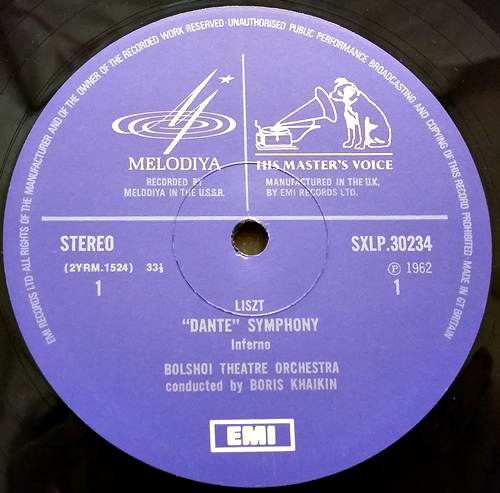 EMI RECORDS LTD · ALL RIGHTS OF THE MANUFACTURER AND OF THE OWNER OF THE RECORDED WORK RESERVED · UNAUTHORISED PUBLIC PERFORMANCE BROADCASTING AND COPYING OF THIS RECORD PROHIBITED · MADE IN GT BRITAIN
MELODIYA
HIS MASTER'S VOICE
RECORDED BY
MELODIYA IN THE U.S.S.R.
MANUFACTURED IN THE U.K.
BY EMI RECORDS LTD.
STEREO
SXLP.30234
(2YRM.1524) 33⅓
℗ 1962
1
1
LISZT
"DANTE" SYMPHONY
Inferno
BOLSHOI THEATRE ORCHESTRA
conducted by BORIS KHAIKIN
EMI